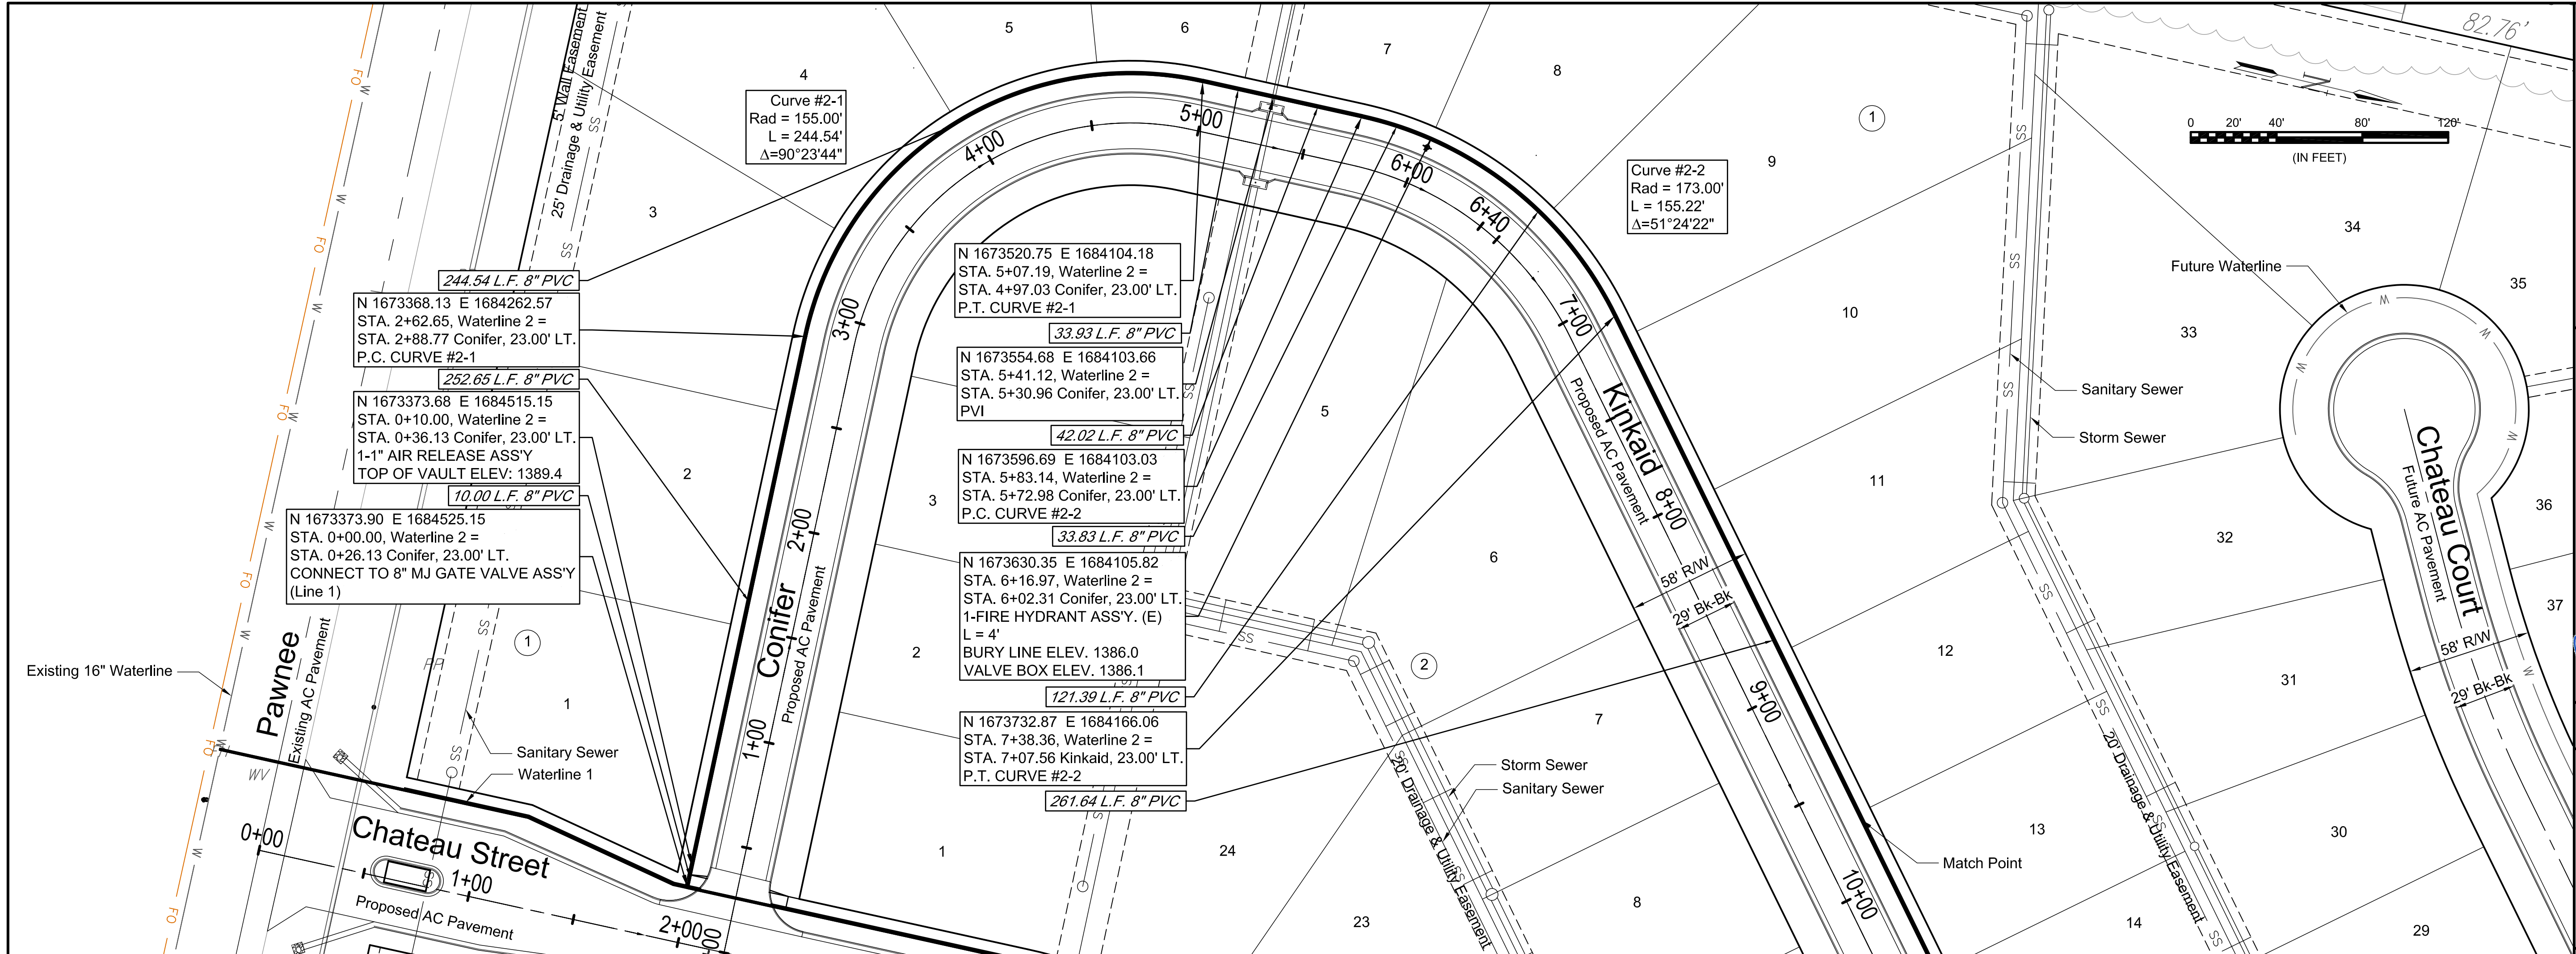 5' Wall Easement
25' Drainage & Utility Easement
4
5
6
7
8
82.76'
Curve #2-1
Rad = 155.00'
L = 244.54'
Δ=90°23'44"
4+00
5+00
6+00
6+40
1
9
Curve #2-2
Rad = 173.00'
L = 155.22'
Δ=51°24'22"
0 20' 40' 80' 120'
(IN FEET)
34
3
Future Waterline
35
244.54 L.F. 8" PVC
N 1673368.13 E 1684262.57
STA. 2+62.65, Waterline 2 =
STA. 2+88.77 Conifer, 23.00' LT.
P.C. CURVE #2-1
252.65 L.F. 8" PVC
N 1673373.68 E 1684515.15
STA. 0+10.00, Waterline 2 =
STA. 0+36.13 Conifer, 23.00' LT.
1-1" AIR RELEASE ASS'Y
TOP OF VAULT ELEV: 1389.4
10.00 L.F. 8" PVC
N 1673373.90 E 1684525.15
STA. 0+00.00, Waterline 2 =
STA. 0+26.13 Conifer, 23.00' LT.
CONNECT TO 8" MJ GATE VALVE ASS'Y
(Line 1)
N 1673520.75 E 1684104.18
STA. 5+07.19, Waterline 2 =
STA. 4+97.03 Conifer, 23.00' LT.
P.T. CURVE #2-1
33.93 L.F. 8" PVC
N 1673554.68 E 1684103.66
STA. 5+41.12, Waterline 2 =
STA. 5+30.96 Conifer, 23.00' LT.
PVI
42.02 L.F. 8" PVC
N 1673596.69 E 1684103.03
STA. 5+83.14, Waterline 2 =
STA. 5+72.98 Conifer, 23.00' LT.
P.C. CURVE #2-2
33.83 L.F. 8" PVC
N 1673630.35 E 1684105.82
STA. 6+16.97, Waterline 2 =
STA. 6+02.31 Conifer, 23.00' LT.
1-FIRE HYDRANT ASS'Y. (E)
L = 4'
BURY LINE ELEV. 1386.0
VALVE BOX ELEV. 1386.1
121.39 L.F. 8" PVC
N 1673732.87 E 1684166.06
STA. 7+38.36, Waterline 2 =
STA. 7+07.56 Kinkaid, 23.00' LT.
P.T. CURVE #2-2
261.64 L.F. 8" PVC
3+00
2+00
1+00
Conifer
Proposed AC Pavement
2
3
5
6
2
1
1
1
2
7+00
Kinkaid
Proposed AC Pavement
8+00
9+00
10+00
58' R/W
29' Bk-Bk
10
11
12
13
14
33
32
31
30
29
36
37
Sanitary Sewer
Storm Sewer
Chateau Court
Future AC Pavement
58' R/W
29' Bk-Bk
20' Drainage & Utility Easement
Match Point
7
8
23
24
Storm Sewer
Sanitary Sewer
20' Drainage & Utility Easement
Existing 16" Waterline
Pawnee
Existing AC Pavement
PP
WV
Sanitary Sewer
Waterline 1
0+00
Chateau Street
1+00
Proposed AC Pavement
2+00
FO
W
SS